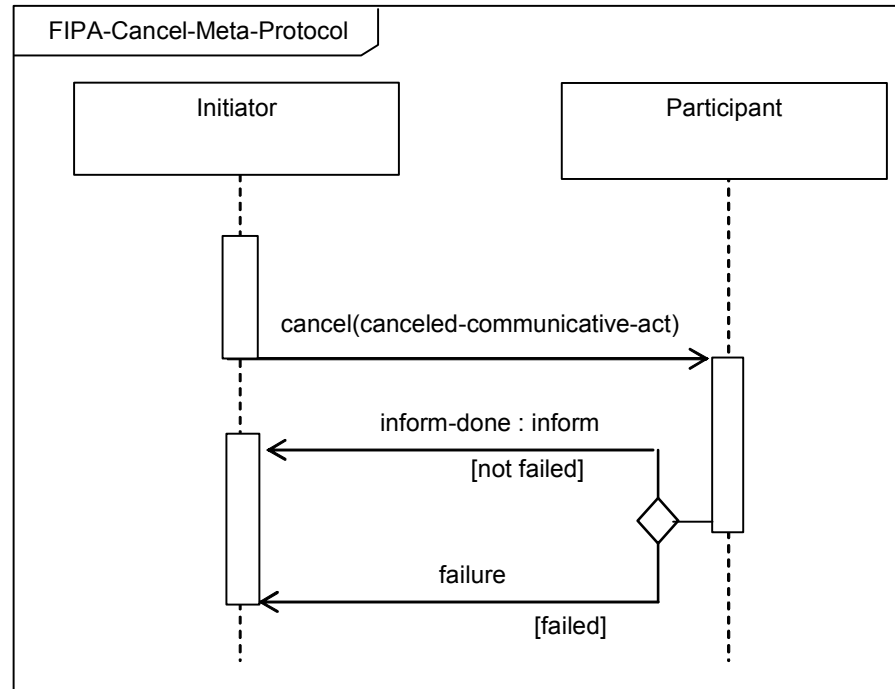 FIPA-Cancel-Meta-Protocol
Initiator
Participant
cancel(canceled-communicative-act)
inform-done : inform
[not failed]
failure
[failed]